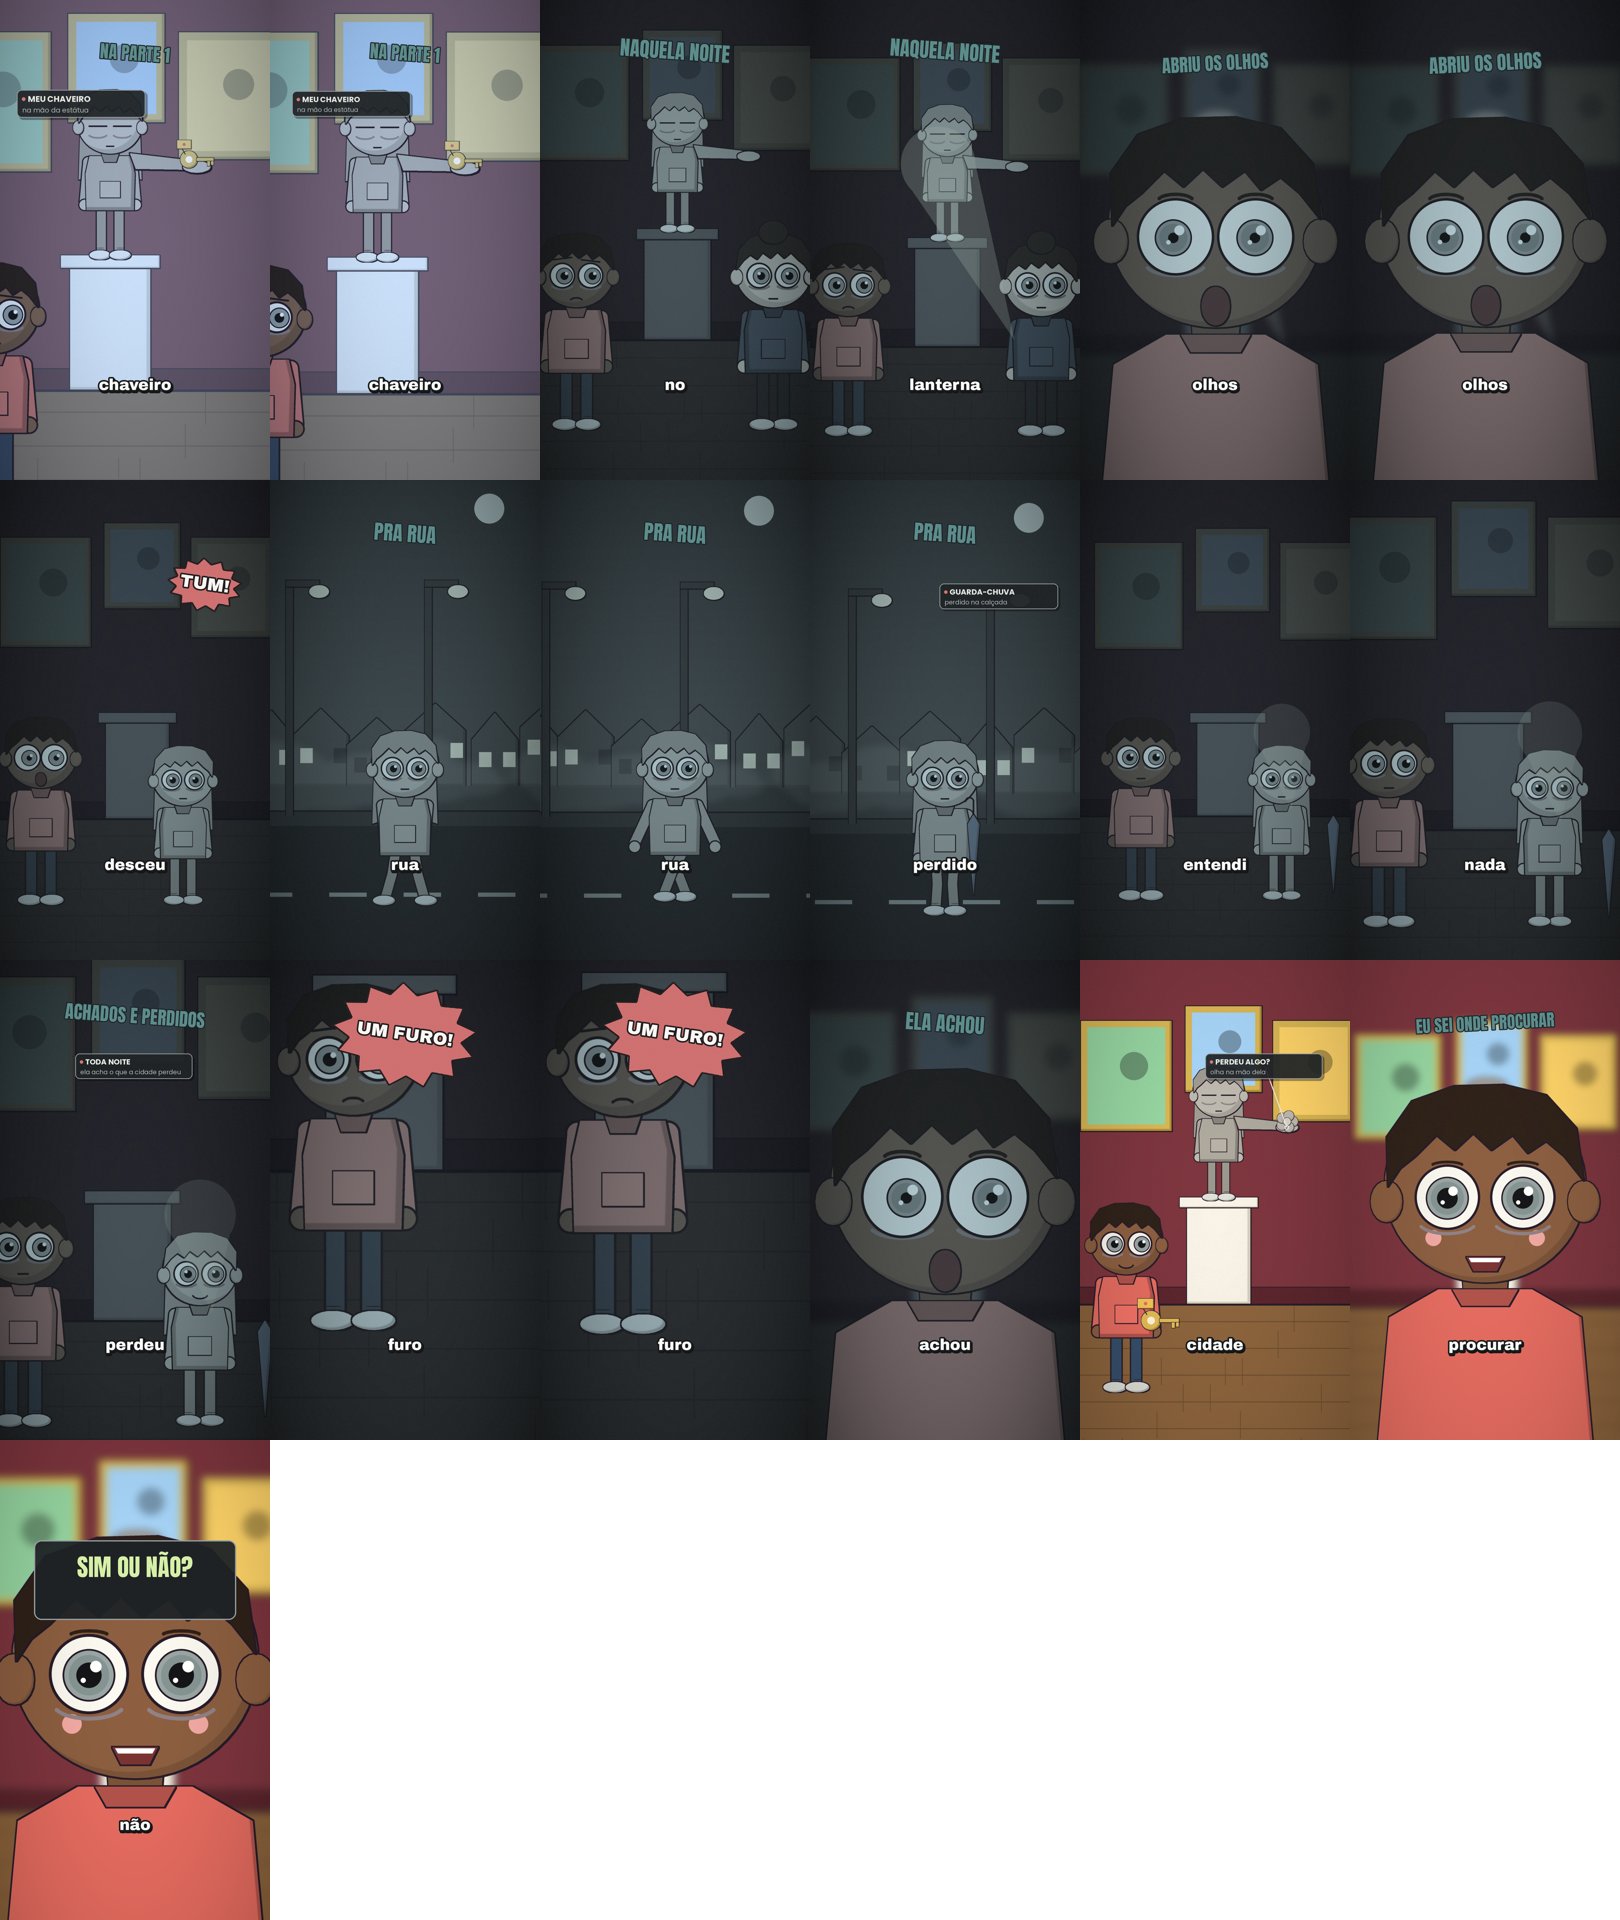 NA PARTE 1
MEU CHAVEIRO
na mão da estátua
chaveiro
NA PARTE 1
MEU CHAVEIRO
na mão da estátua
chaveiro
NAQUELA NOITE
no
NAQUELA NOITE
lanterna
ABRIU OS OLHOS
olhos
ABRIU OS OLHOS
olhos
TUM!
desceu
PRA RUA
rua
PRA RUA
rua
PRA RUA
GUARDA-CHUVA
perdido na calçada
perdido
entendi
nada
ACHADOS E PERDIDOS
TODA NOITE
ela acha o que a cidade perdeu
perdeu
UM FURO!
furo
UM FURO!
furo
ELA ACHOU
achou
PERDEU ALGO?
olha na mão dela
cidade
EU SEI ONDE PROCURAR
procurar
SIM OU NÃO?
não